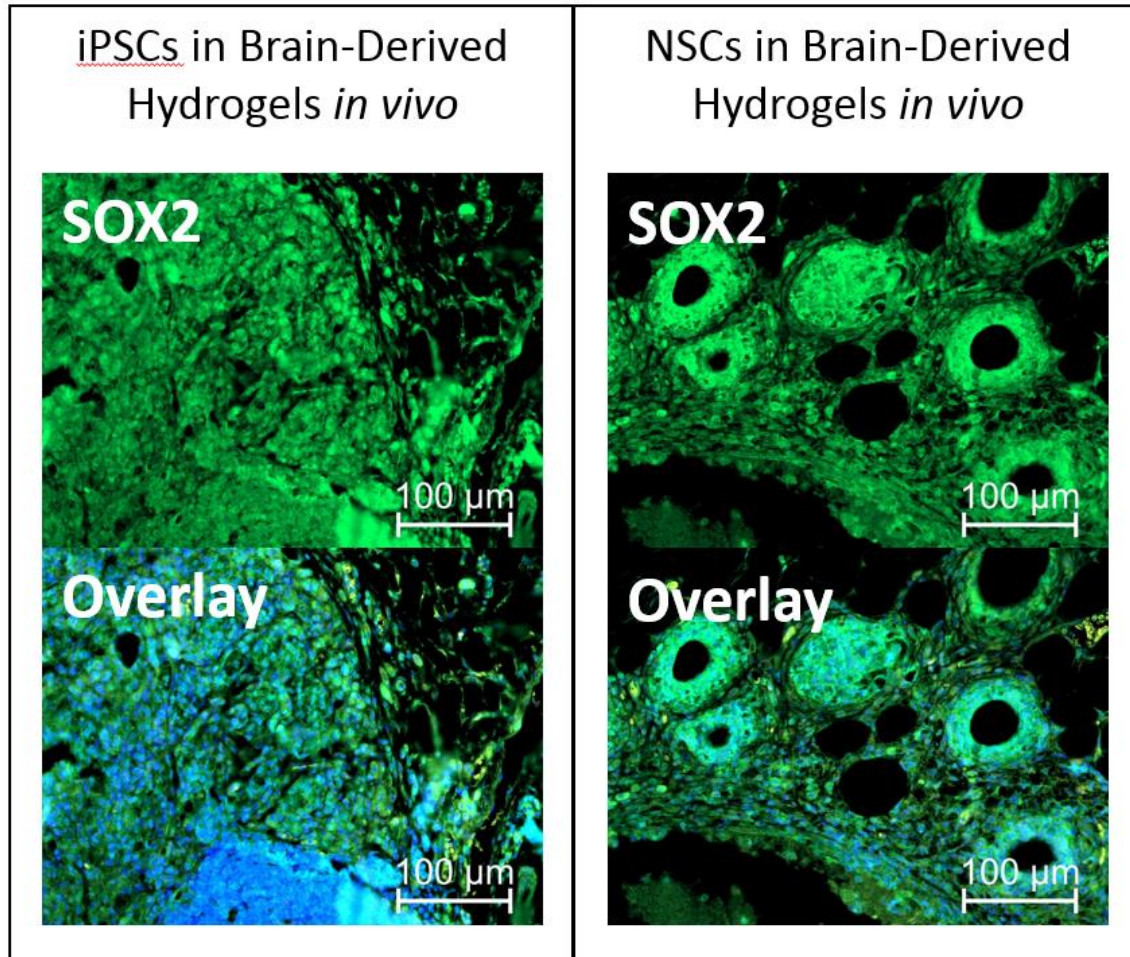 iPSCs in Brain-Derived
Hydrogels in vivo
SOX2
100 µm
Overlay
100 µm
NSCs in Brain-Derived
Hydrogels in vivo
SOX2
100 µm
Overlay
100 µm